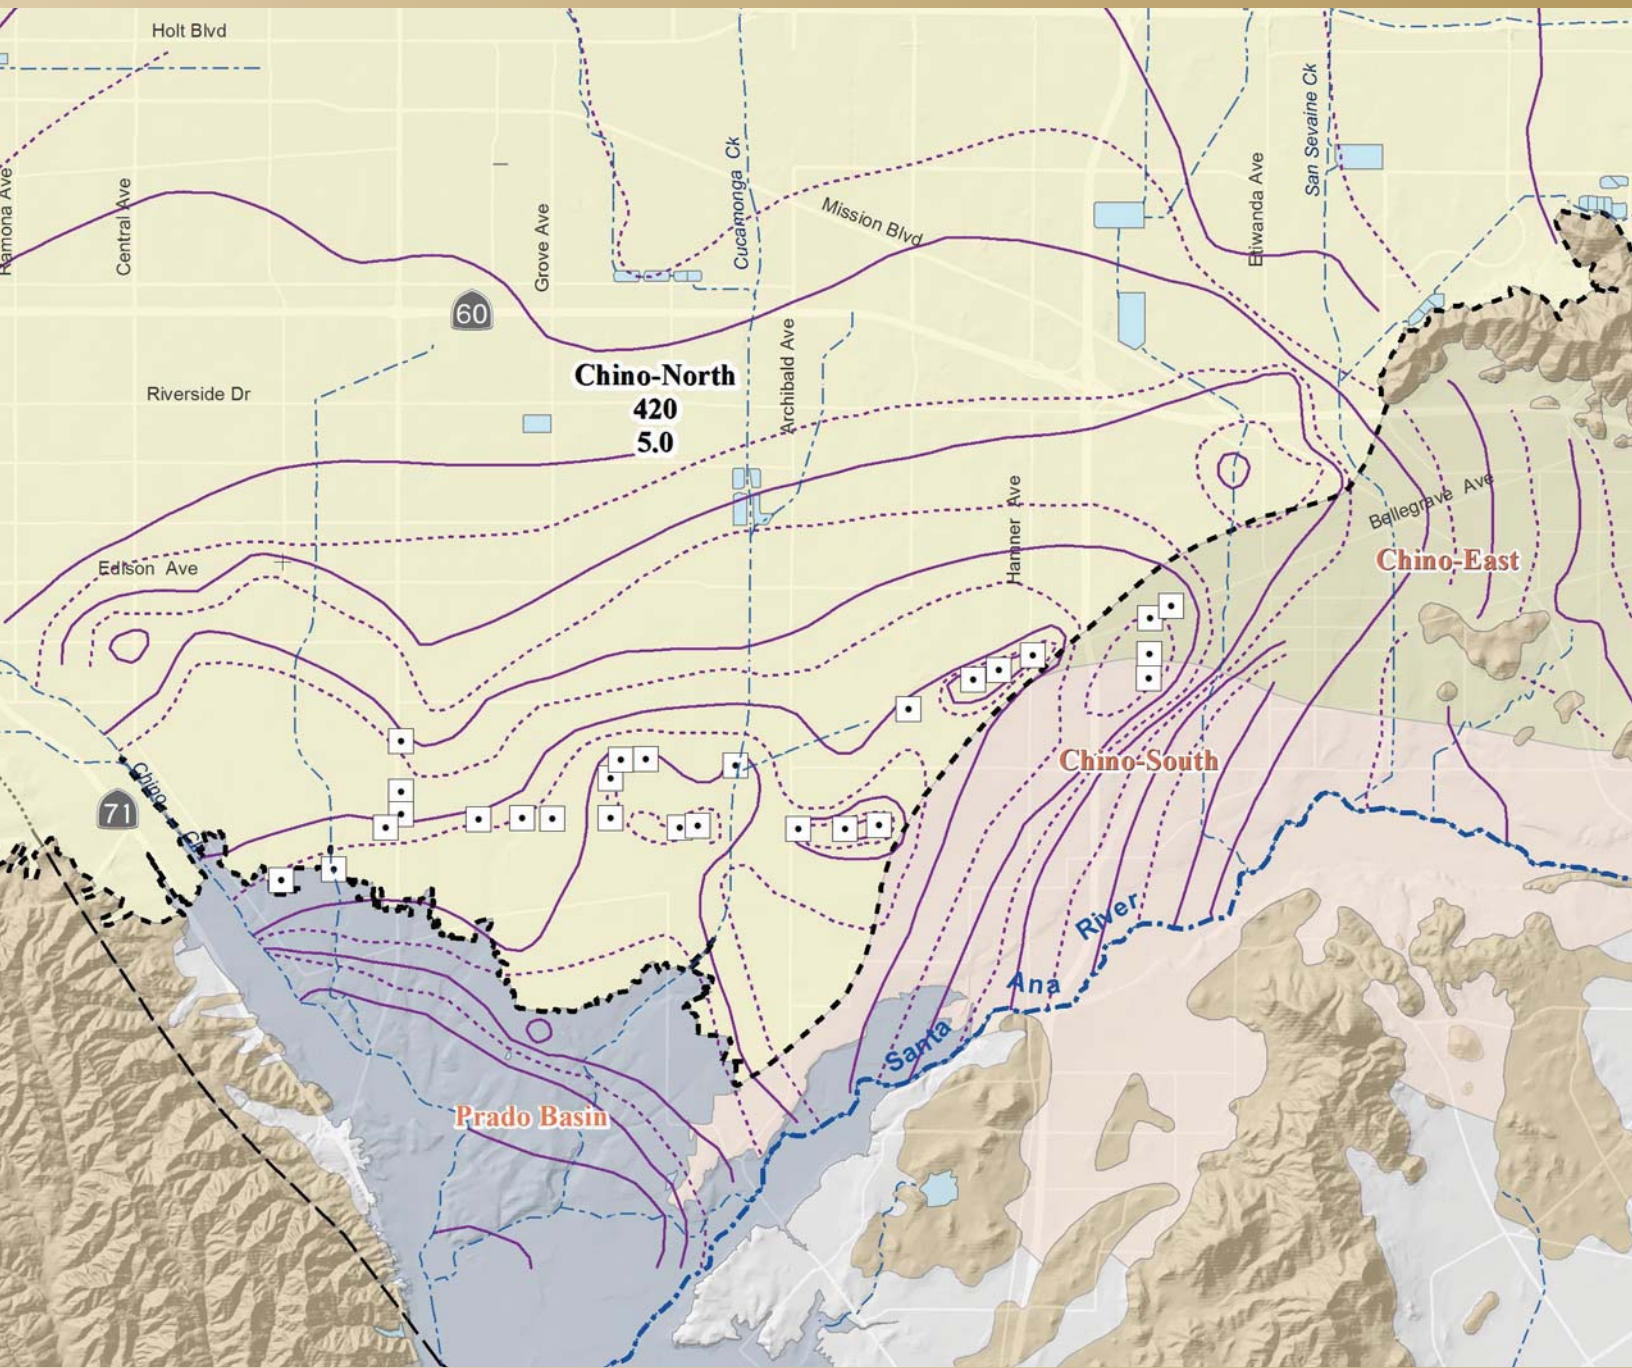 Holt Blvd
Ramona Ave
Central Ave
Grove Ave
Cucamonga Ck
Mission Blvd
Etiwanda Ave
San Sevaine Ck
60
Chino-North
420
5.0
Riverside Dr
Archibald Ave
Hamner Ave
Bellegrave Ave
Chino-East
Edison Ave
Chino-South
Chino
71
River
Ana
Santa
Prado Basin